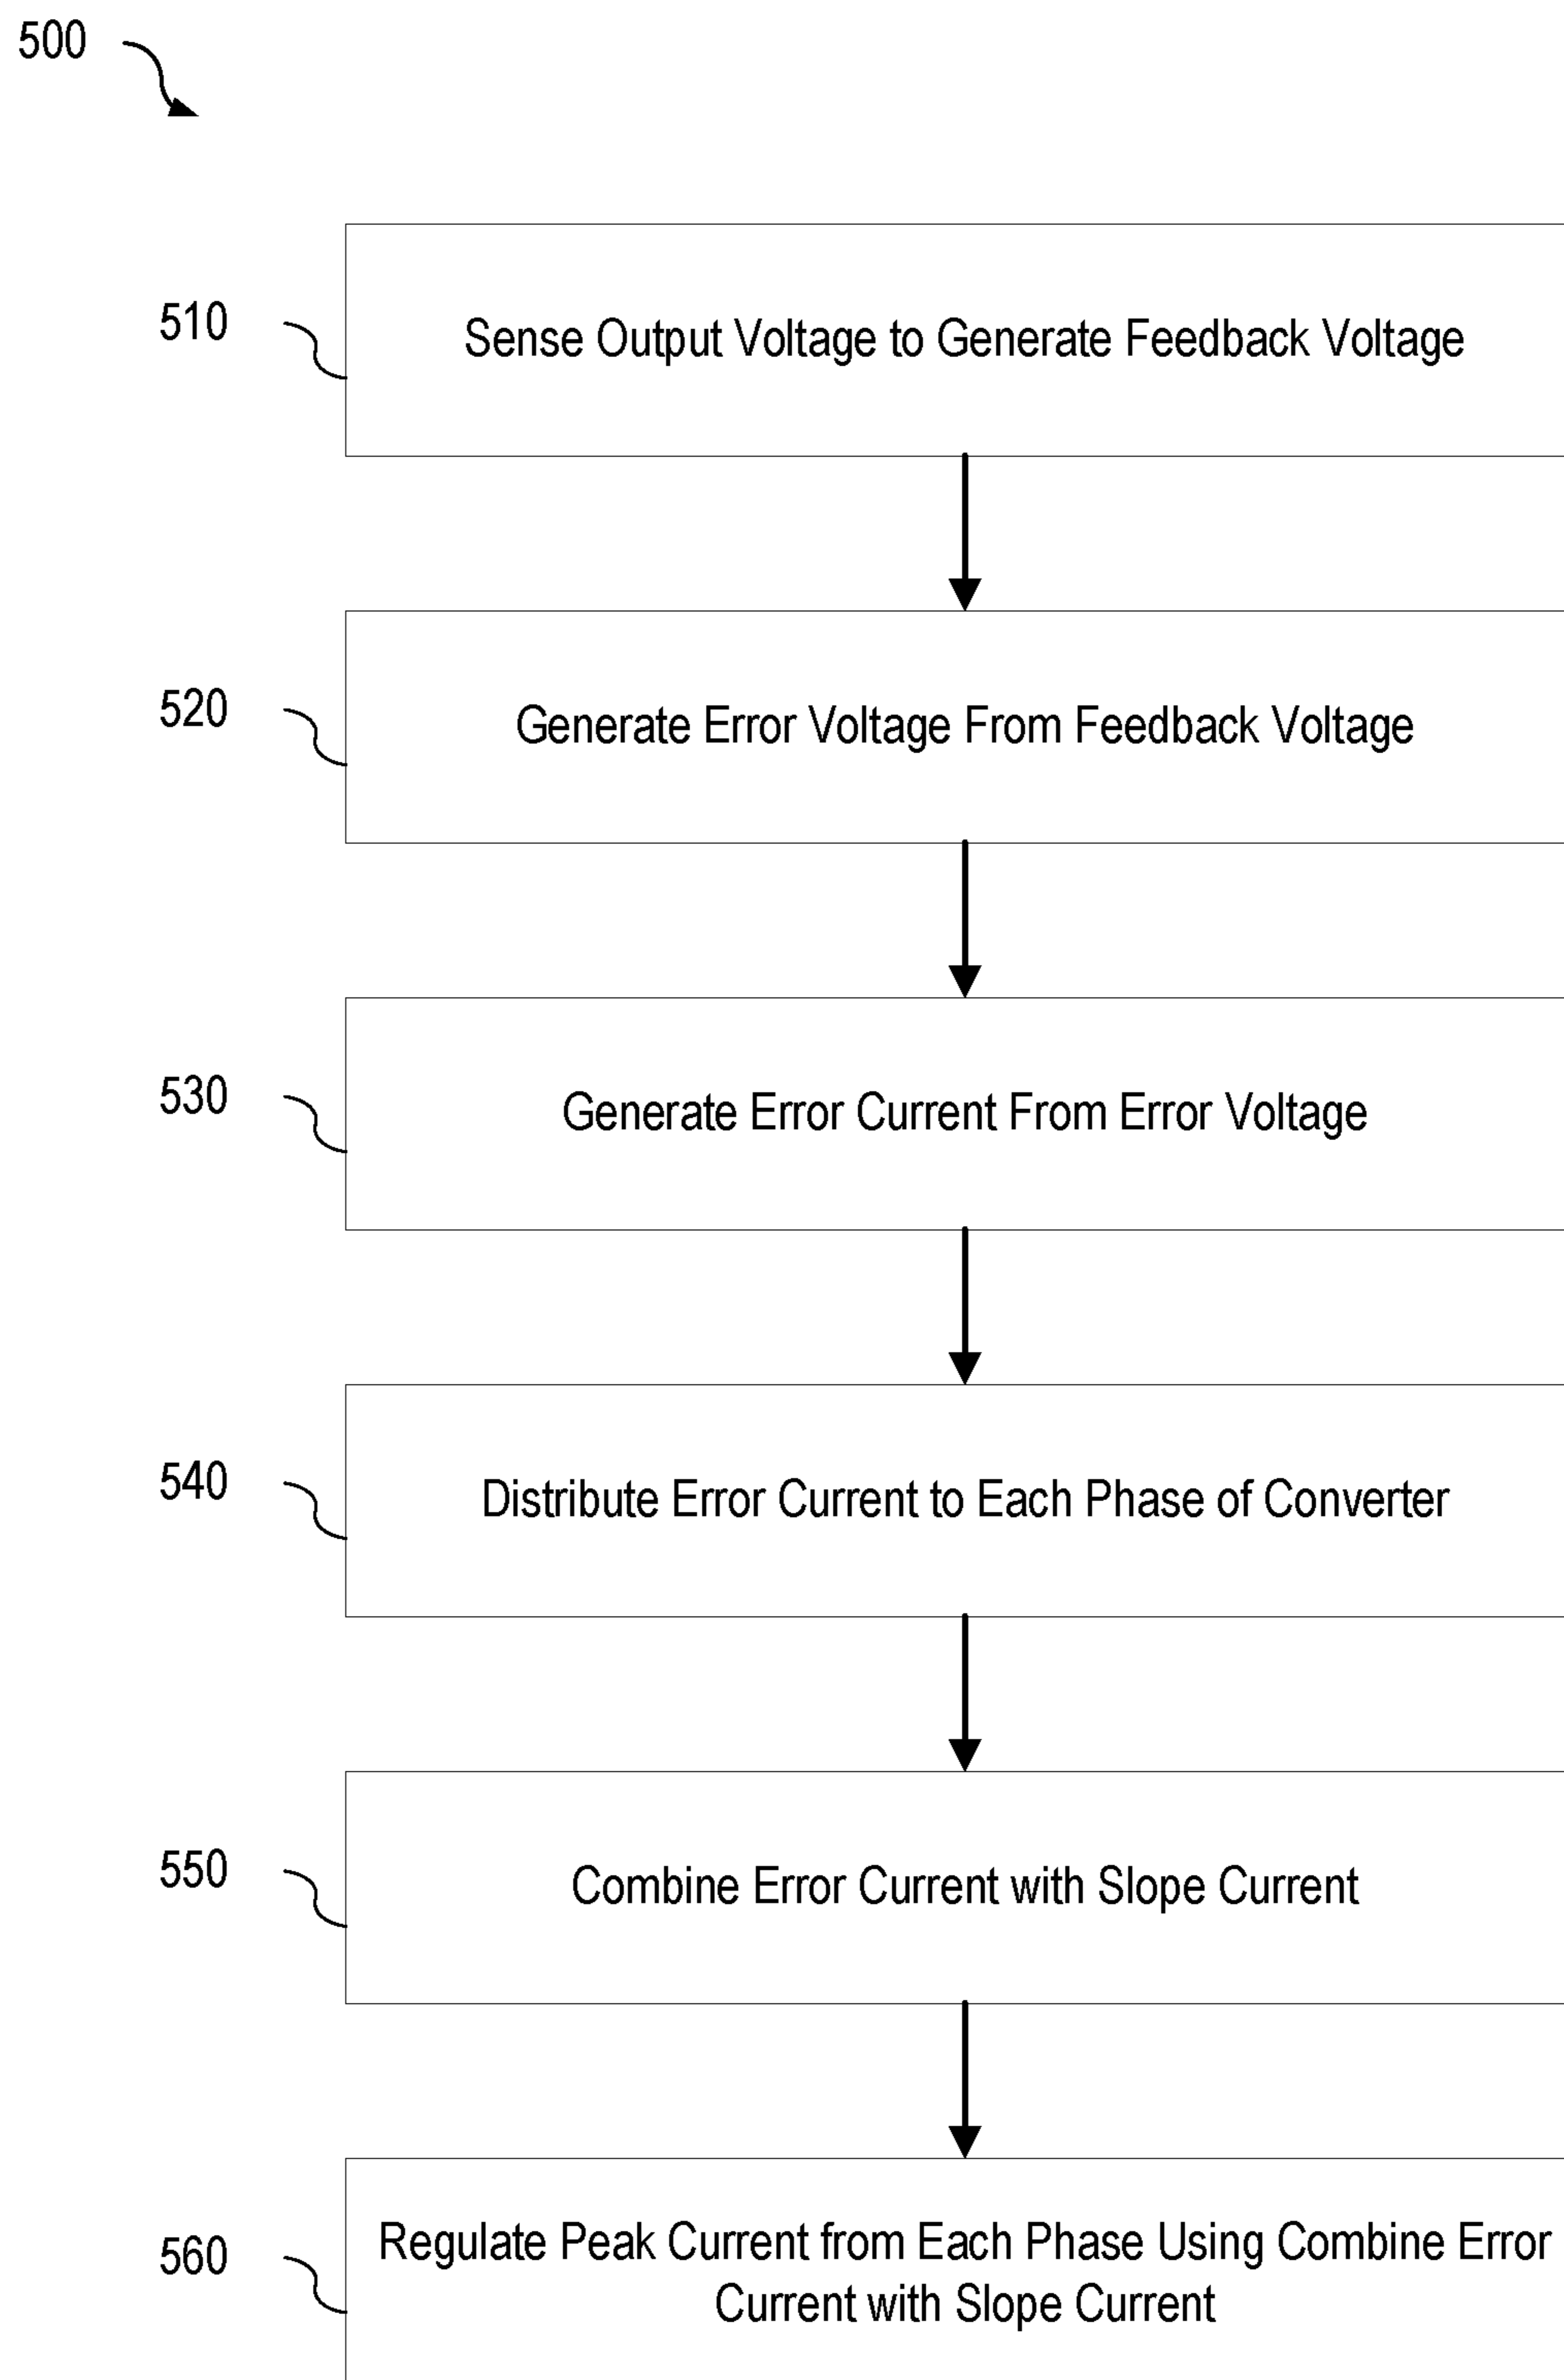 500
510
Sense Output Voltage to Generate Feedback Voltage
520
Generate Error Voltage From Feedback Voltage
530
Generate Error Current From Error Voltage
540
Distribute Error Current to Each Phase of Converter
550
Combine Error Current with Slope Current
560
Regulate Peak Current from Each Phase Using Combine Error
Current with Slope Current